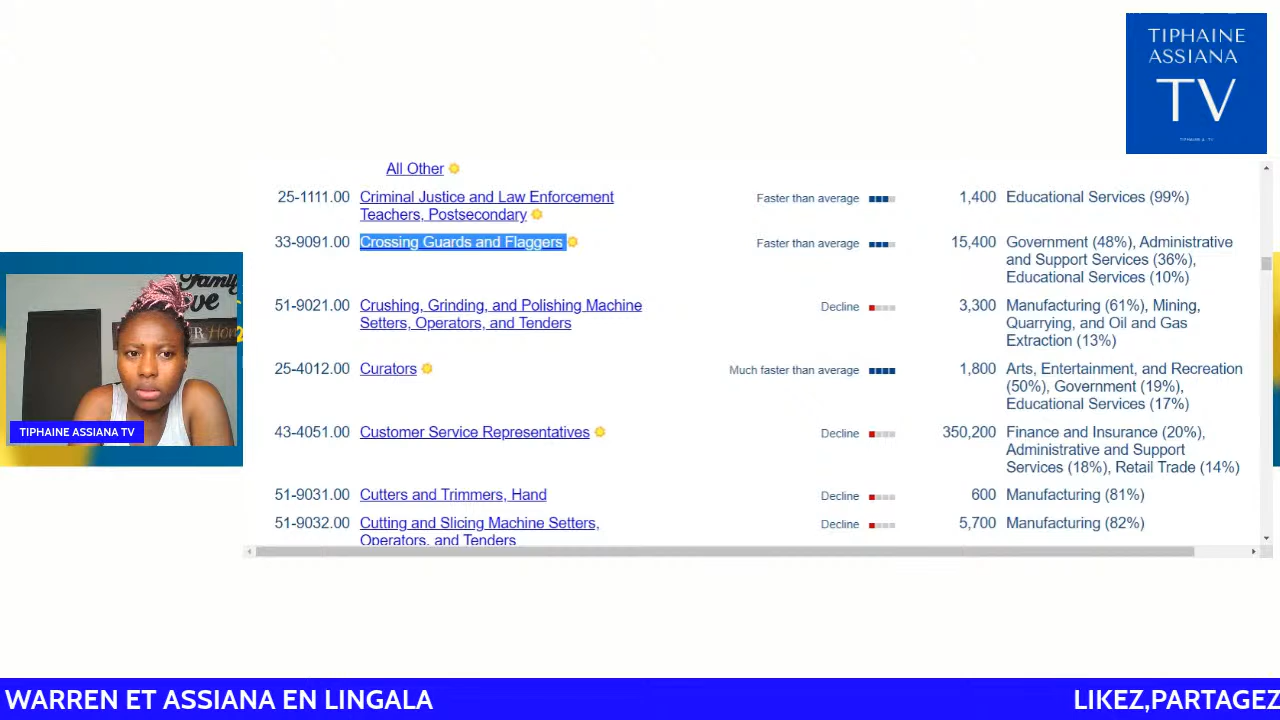 TIPHAINE
ASSIANA
TV
All Other
25-1111.00 Criminal Justice and Law Enforcement Faster than average 1,400 Educational Services (99%)
Teachers, Postsecondary
33-9091.00 Crossing Guards and Flaggers Faster than average 15,400 Government (48%), Administrative
and Support Services (36%),
Educational Services (10%)
51-9021.00 Crushing, Grinding, and Polishing Machine Decline 3,300 Manufacturing (61%), Mining,
Setters, Operators, and Tenders Quarrying, and Oil and Gas
Extraction (13%)
25-4012.00 Curators Much faster than average 1,800 Arts, Entertainment, and Recreation
(50%), Government (19%),
Educational Services (17%)
43-4051.00 Customer Service Representatives Decline 350,200 Finance and Insurance (20%),
Administrative and Support
Services (18%), Retail Trade (14%)
51-9031.00 Cutters and Trimmers, Hand Decline 600 Manufacturing (81%)
51-9032.00 Cutting and Slicing Machine Setters, Decline 5,700 Manufacturing (82%)
Operators, and Tenders
Family
TIPHAINE ASSIANA TV
WARREN ET ASSIANA EN LINGALA LIKEZ,PARTAGEZ